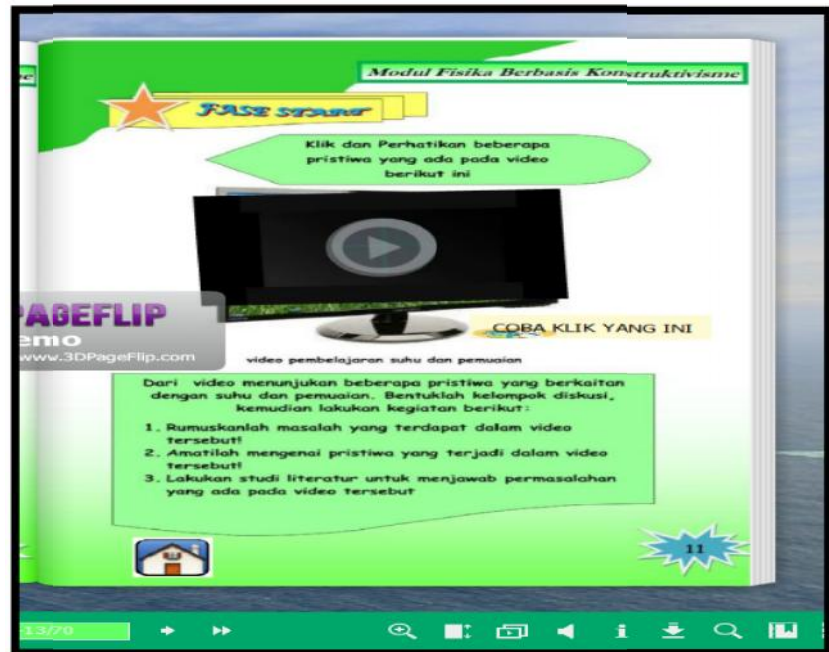 Modul Fisika Berbasis Konstruktivisme
FASE START
Klik dan Perhatikan beberapa
pristiwa yang ada pada video
berikut ini
COBA KLIK YANG INI
video pembelajaran suhu dan pemuaian
Dari video menunjukan beberapa pristiwa yang berkaitan
dengan suhu dan pemuaian. Bentuklah kelompok diskusi,
kemudian lakukan kegiatan berikut:
1. Rumuskanlah masalah yang terdapat dalam video
tersebut!
2. Amatilah mengenai pristiwa yang terjadi dalam video
tersebut!
3. Lakukan studi literatur untuk menjawab permasalahan
yang ada pada video tersebut
11
PAGEFLIP
emo
www.3DPageFlip.com
-13/70